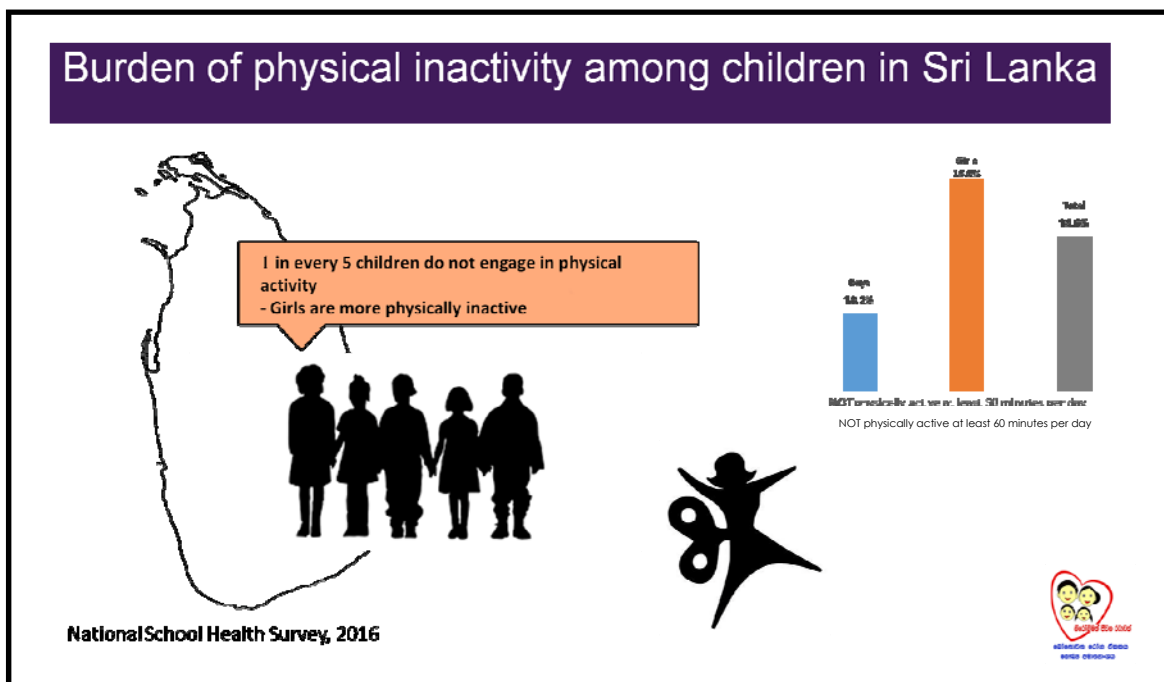 Burden of physical inactivity among children in Sri Lanka
1 in every 5 children do not engage in physical
activity
- Girls are more physically inactive
Boys
Girls
Total
NOT physically active at least 60 minutes per day
National School Health Survey, 2016